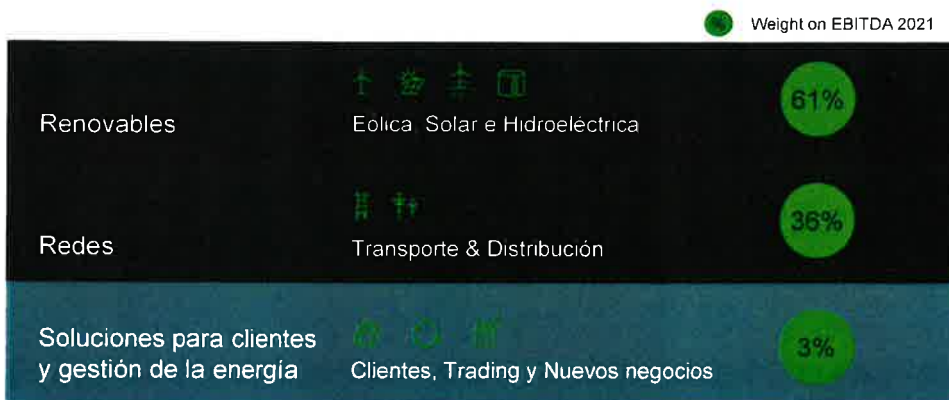 % Weight on EBITDA 2021
Renovables
Eólica, Solar e Hidroeléctrica
61%
Redes
Transporte & Distribución
36%
Soluciones para clientes
y gestión de la energía
Clientes, Trading y Nuevos negocios
3%